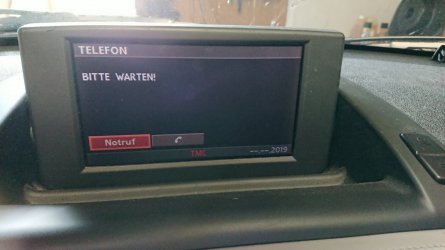 TELEFON
BITTE WARTEN!
Notruf
TMC --.--.2019